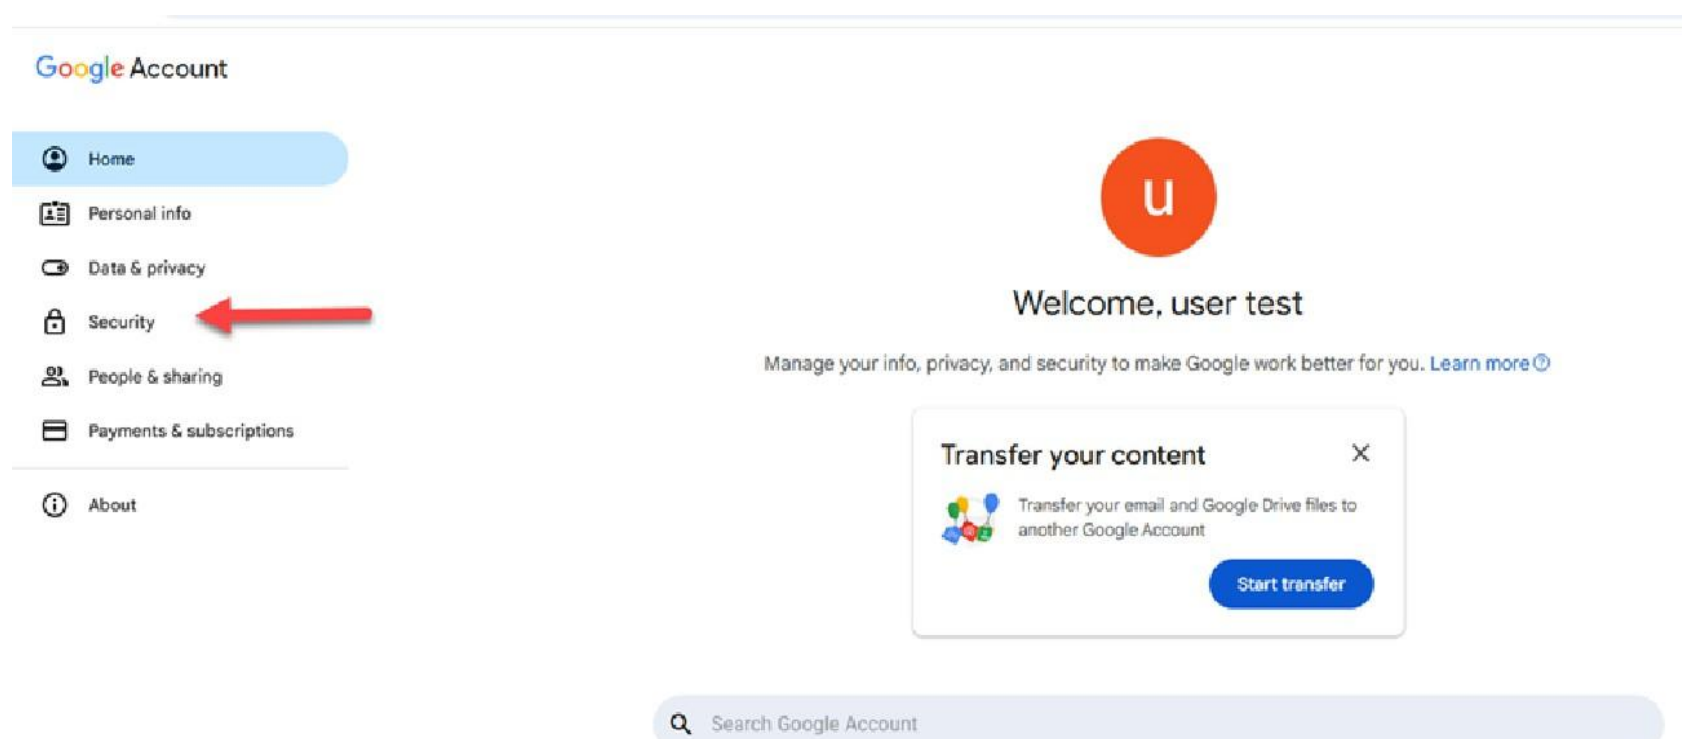 Google Account
Home
Personal info
Data & privacy
Security
People & sharing
Payments & subscriptions
About
u
Welcome, user test
Manage your info, privacy, and security to make Google work better for you. Learn more
Transfer your content
Transfer your email and Google Drive files to
another Google Account
Start transfer
Search Google Account